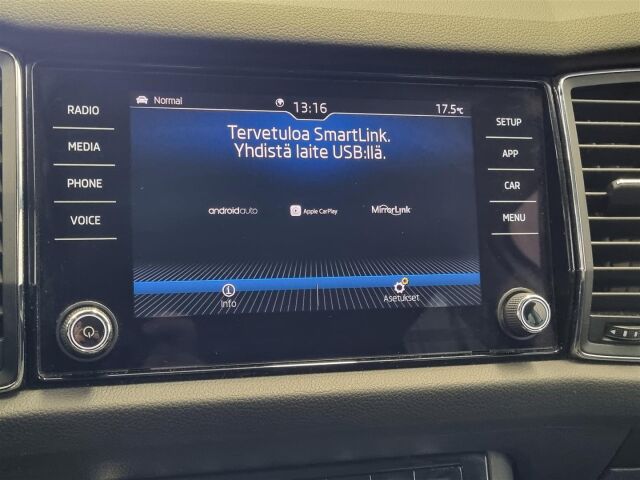 RADIO
MEDIA
PHONE
VOICE
Normal
13:16
17.5°C
Tervetuloa SmartLink.
Yhdistä laite USB:llä.
androidauto
Apple CarPlay
MirrorLink
Info
Asetukset
SETUP
APP
CAR
MENU